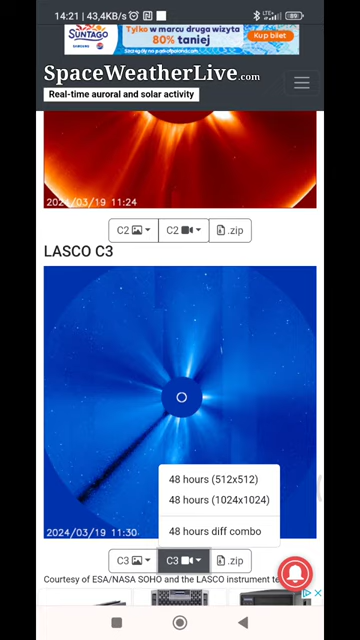 14:21 | 43,4KB/s
LTE+
89
SUNTAGO
SAMSUNG
Tylko w marcu druga wizyta
80% taniej
Kup bilet
SpaceWeatherLive.com
Real-time auroral and solar activity
2024/03/19 11:24
C2
C2
.zip
LASCO C3
48 hours (512x512)
48 hours (1024x1024)
48 hours diff combo
2024/03/19 11:30
C3
C3
.zip
Courtesy of ESA/NASA SOHO and the LASCO instrument te